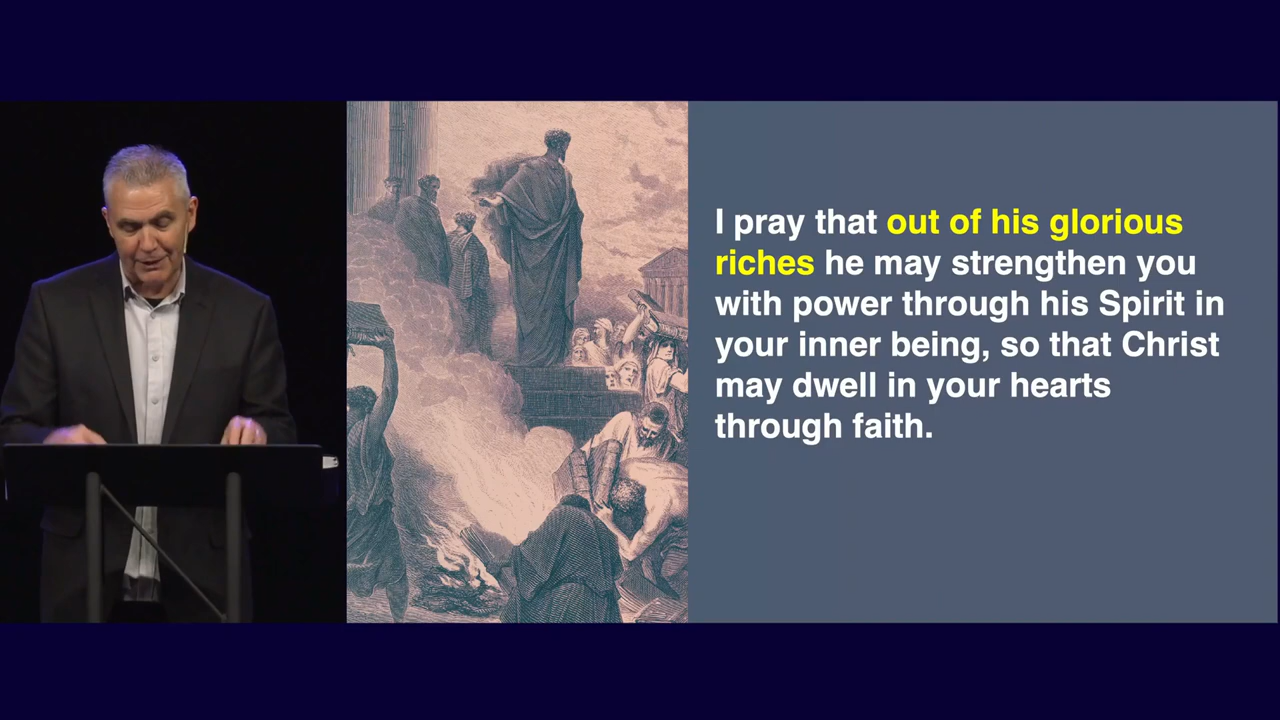 I pray that out of his glorious
riches he may strengthen you
with power through his Spirit in
your inner being, so that Christ
may dwell in your hearts
through faith.